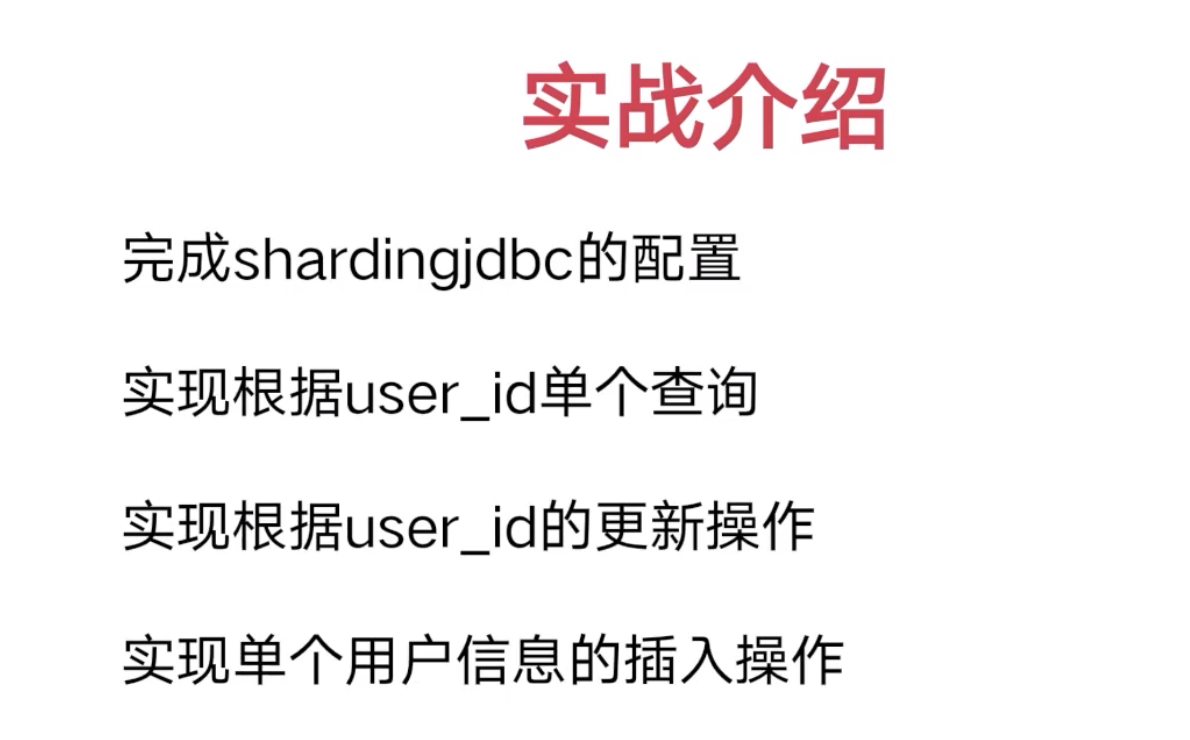 实战介绍
完成shardingjdbc的配置
实现根据user_id单个查询
实现根据user_id的更新操作
实现单个用户信息的插入操作